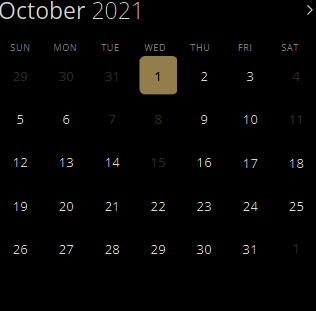 October 2021 >
SUN MON TUE WED THU FRI SAT
29 30 31 1 2 3 4
5 6 7 8 9 10 11
12 13 14 15 16 17 18
19 20 21 22 23 24 25
26 27 28 29 30 31 1